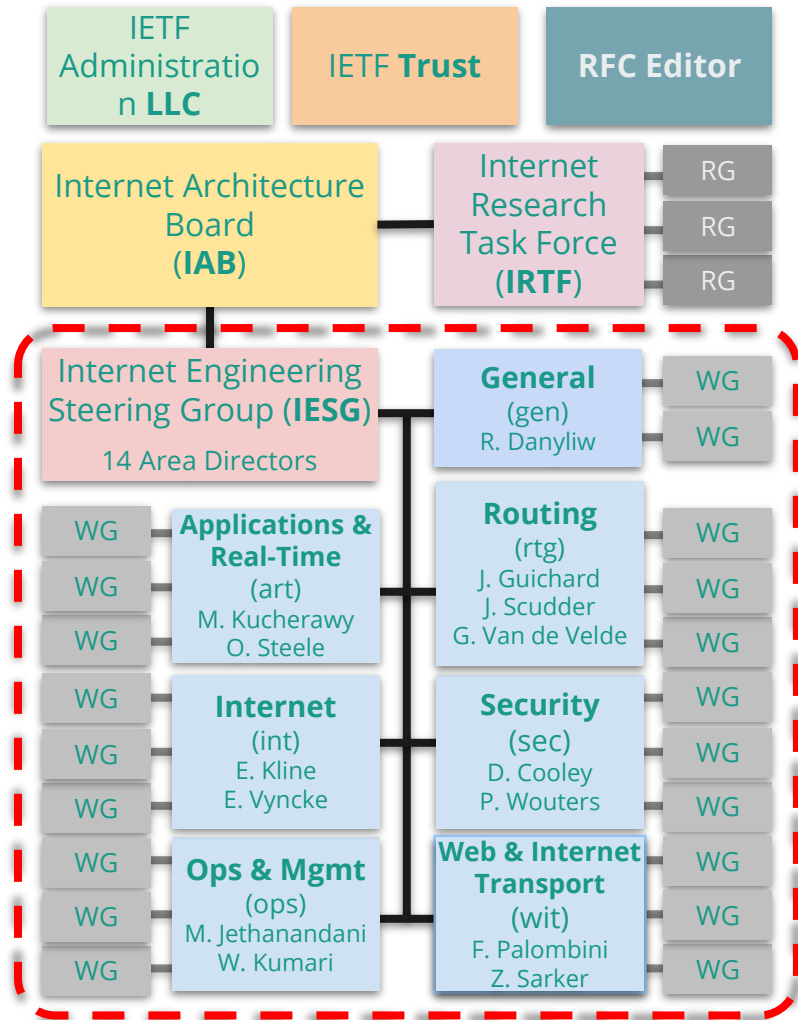 IETF
Administratio
n LLC
IETF Trust
RFC Editor
Internet Architecture
Board
(IAB)
Internet
Research
Task Force
(IRTF)
RG
RG
RG
Internet Engineering
Steering Group (IESG)
14 Area Directors
General
(gen)
R. Danyliw
WG
WG
WG
WG
WG
Applications &
Real-Time
(art)
M. Kucherawy
O. Steele
Routing
(rtg)
J. Guichard
J. Scudder
G. Van de Velde
WG
WG
WG
WG
WG
WG
Internet
(int)
E. Kline
E. Vyncke
Security
(sec)
D. Cooley
P. Wouters
WG
WG
WG
WG
WG
WG
Ops & Mgmt
(ops)
M. Jethanandani
W. Kumari
Web & Internet
Transport
(wit)
F. Palombini
Z. Sarker
WG
WG
WG